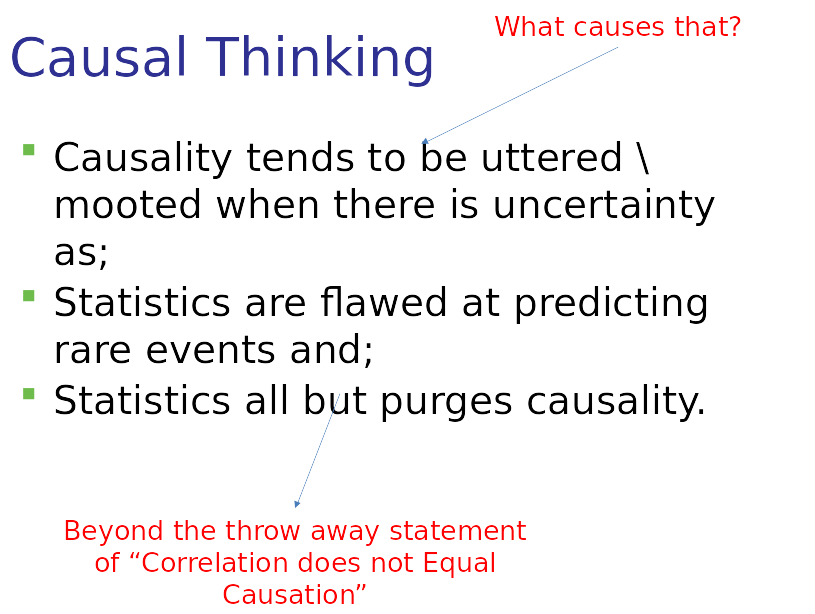 What causes that?
Causal Thinking
Causality tends to be uttered \
mooted when there is uncertainty
as;
Statistics are flawed at predicting
rare events and;
Statistics all but purges causality.
Beyond the throw away statement
of “Correlation does not Equal
Causation”